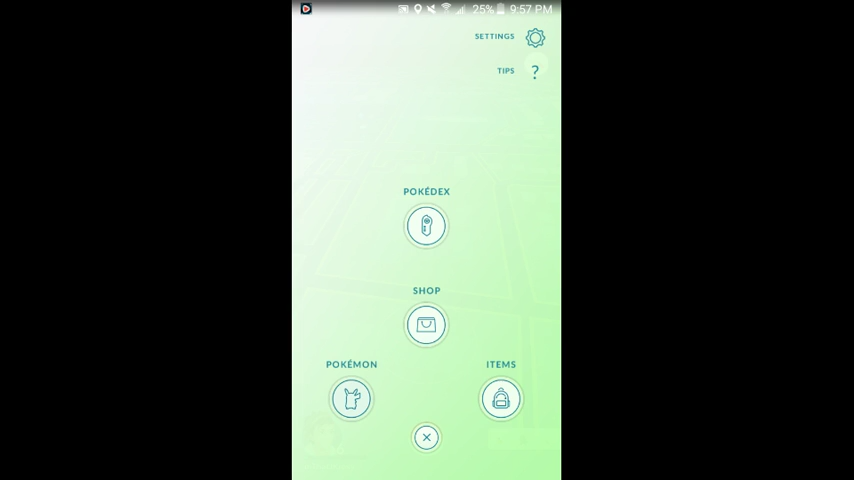 25% 9:57 PM
SETTINGS
TIPS ?
POKÉDEX
SHOP
POKÉMON ITEMS